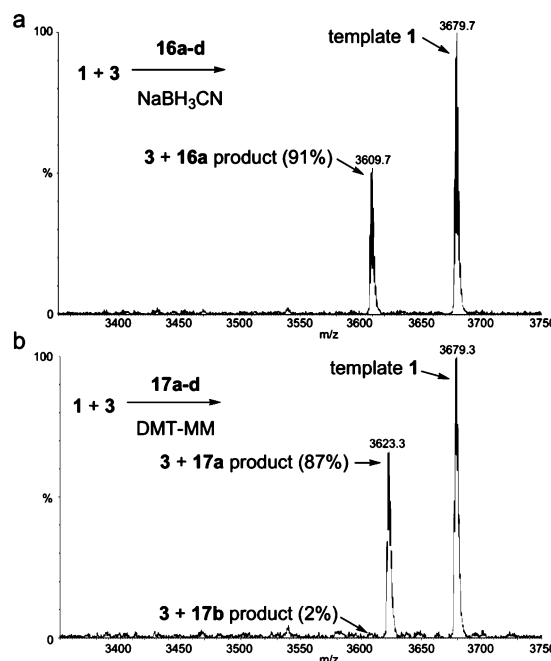 a
100
16a-d
1 + 3
NaBH3CN
template 1
3679.7
3 + 16a product (91%)
3609.7
%
0
3400 3450 3500 3550 3600 3650 3700 3750
m/z
b
100
17a-d
1 + 3
DMT-MM
template 1
3679.3
3 + 17a product (87%)
3623.3
%
3 + 17b product (2%)
0
3400 3450 3500 3550 3600 3650 3700 3750
m/z